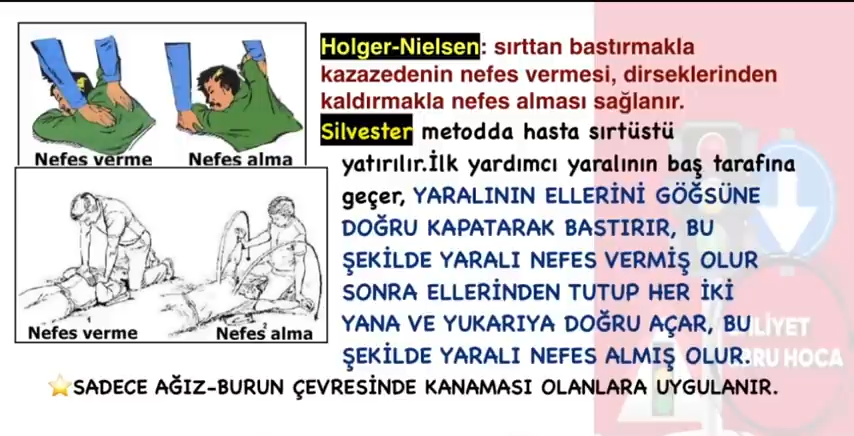 Holger-Nielsen: sırttan bastırmakla
kazazedenin nefes vermesi, dirseklerinden
kaldırmakla nefes alması sağlanır.
Silvester metodda hasta sırtüstü
yatırılır.İlk yardımcı yaralının baş tarafına
geçer, YARALININ ELLERİNİ GÖĞSÜNE
DOĞRU KAPATARAK BASTIRIR, BU
ŞEKİLDE YARALI NEFES VERMİŞ OLUR
SONRA ELLERİNDEN TUTUP HER İKİ
YANA VE YUKARIYA DOĞRU AÇAR, BU
ŞEKİLDE YARALI NEFES ALMIŞ OLUR.
⭐SADECE AĞIZ-BURUN ÇEVRESİNDE KANAMASI OLANLARA UYGULANIR.
Nefes verme Nefes alma
1 2
Nefes verme Nefes alma
HOCA